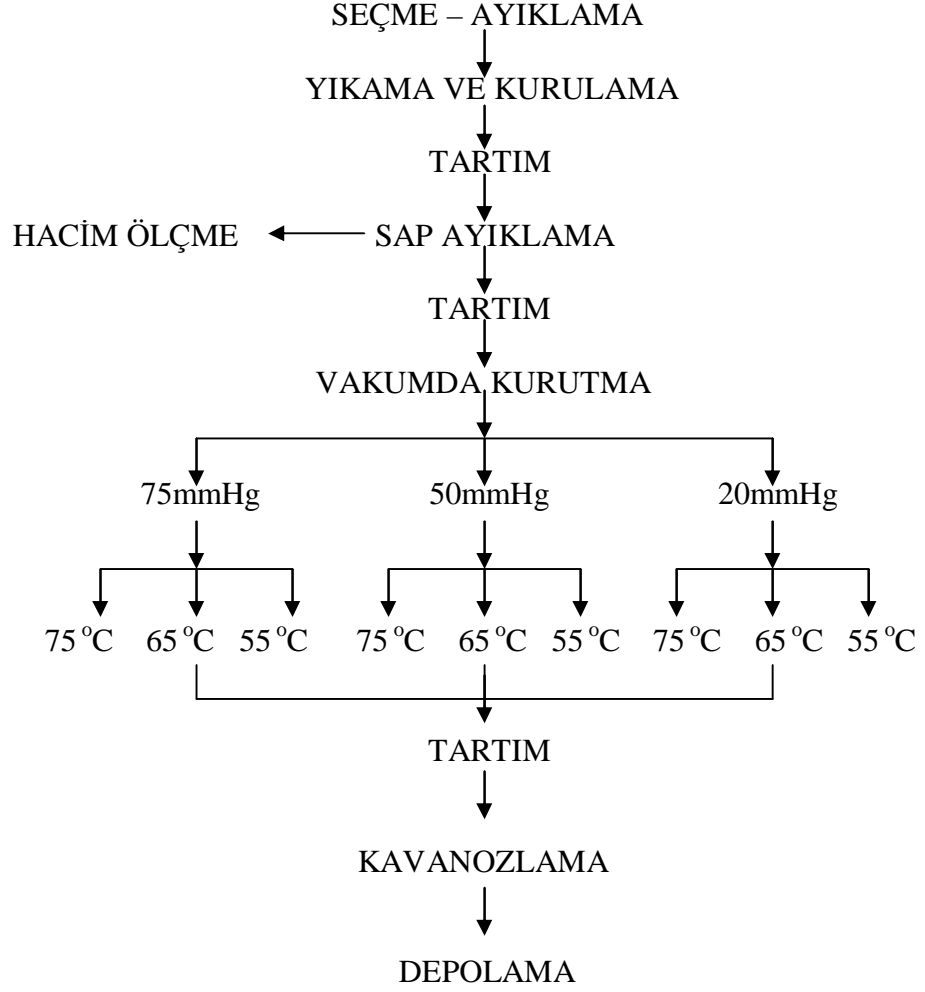 SEÇME – AYIKLAMA
YIKAMA VE KURULAMA
TARTIM
HACİM ÖLÇME SAP AYIKLAMA
TARTIM
VAKUMDA KURUTMA
75mmHg 50mmHg 20mmHg
75 °C 65 °C 55 °C 75 °C 65 °C 55 °C 75 °C 65 °C 55 °C
TARTIM
KAVANOZLAMA
DEPOLAMA